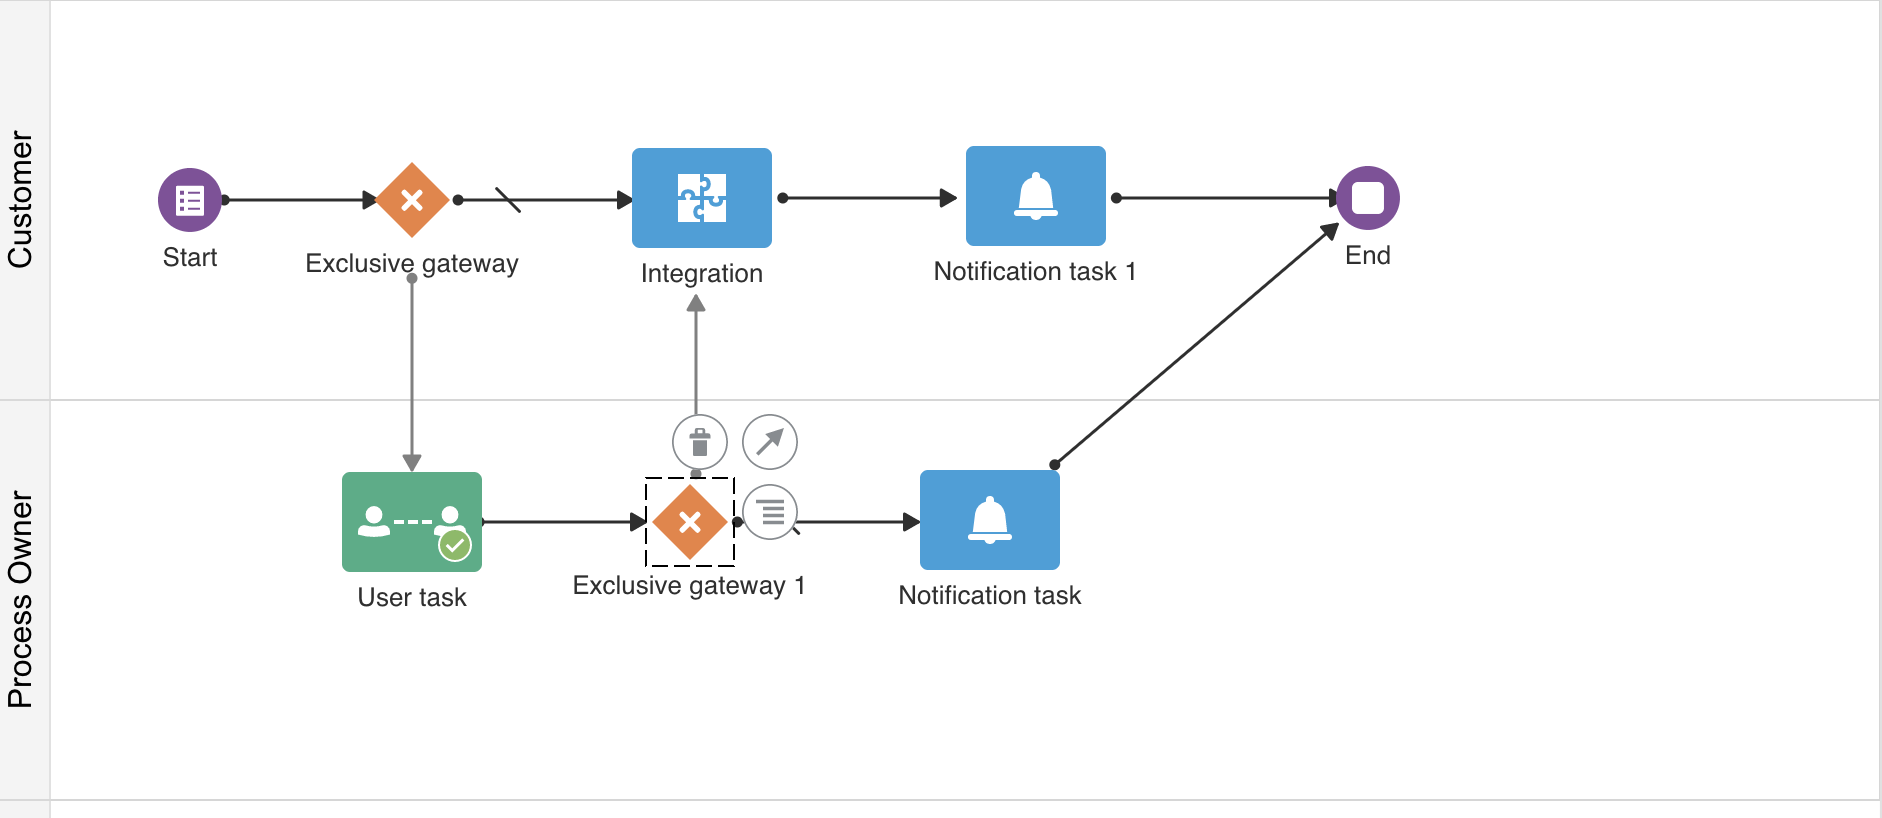 Customer
Start
Exclusive gateway
Integration
Notification task 1
End
Process Owner
User task
Exclusive gateway 1
Notification task